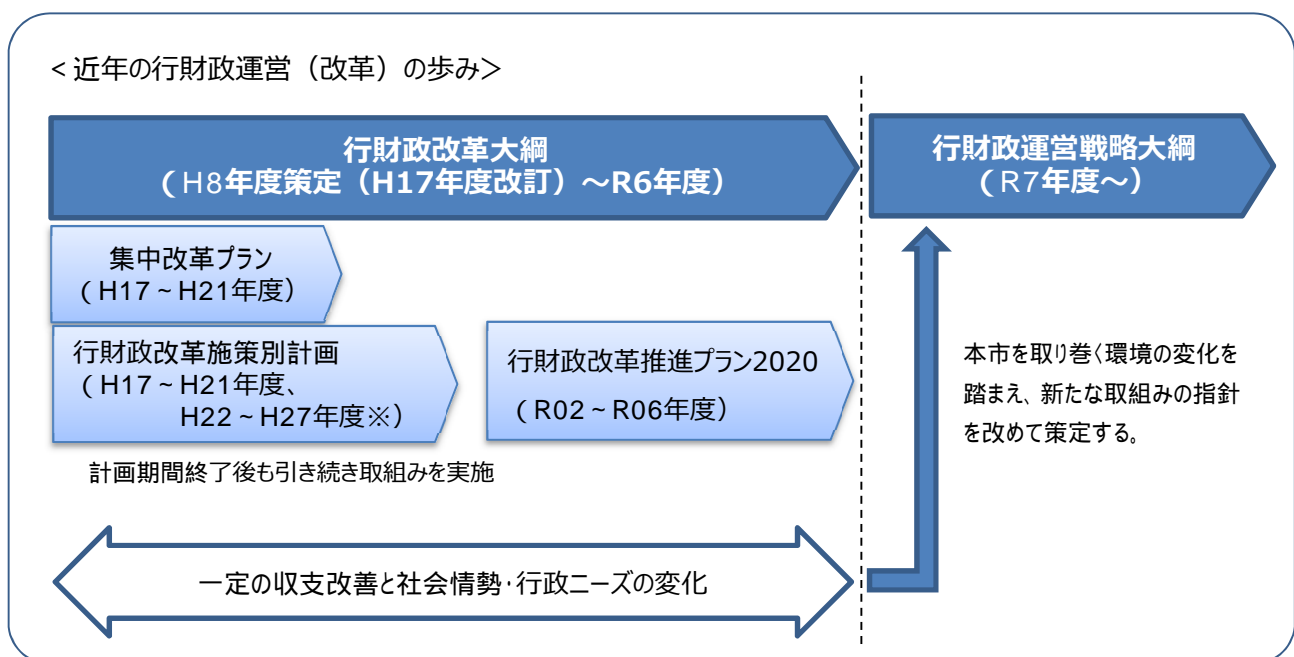 <近年の行財政運営（改革）の歩み>
行財政改革大綱
（H8年度策定（H17年度改訂）～R6年度）
行財政運営戦略大綱
（R7年度～）
集中改革プラン
（H17～H21年度）
行財政改革施策別計画
（H17～H21年度、
H22～H27年度※）
行財政改革推進プラン2020
（R02～R06年度）
計画期間終了後も引き続き取組みを実施
本市を取り巻く環境の変化を
踏まえ、新たな取組みの指針
を改めて策定する。
一定の収支改善と社会情勢･行政ニーズの変化